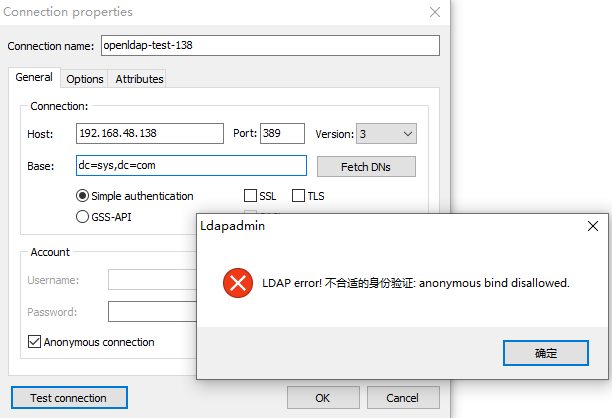 Connection properties
Connection name: openldap-test-138
General Options Attributes
Connection:
Host: 192.168.48.138 Port: 389 Version: 3
Base: dc=sys,dc=com Fetch DNs
Simple authentication SSL TLS
GSS-API
Ldapadmin
LDAP error! 不合适的身份验证: anonymous bind disallowed.
确定
Account
Username:
Password:
Anonymous connection
Test connection OK Cancel